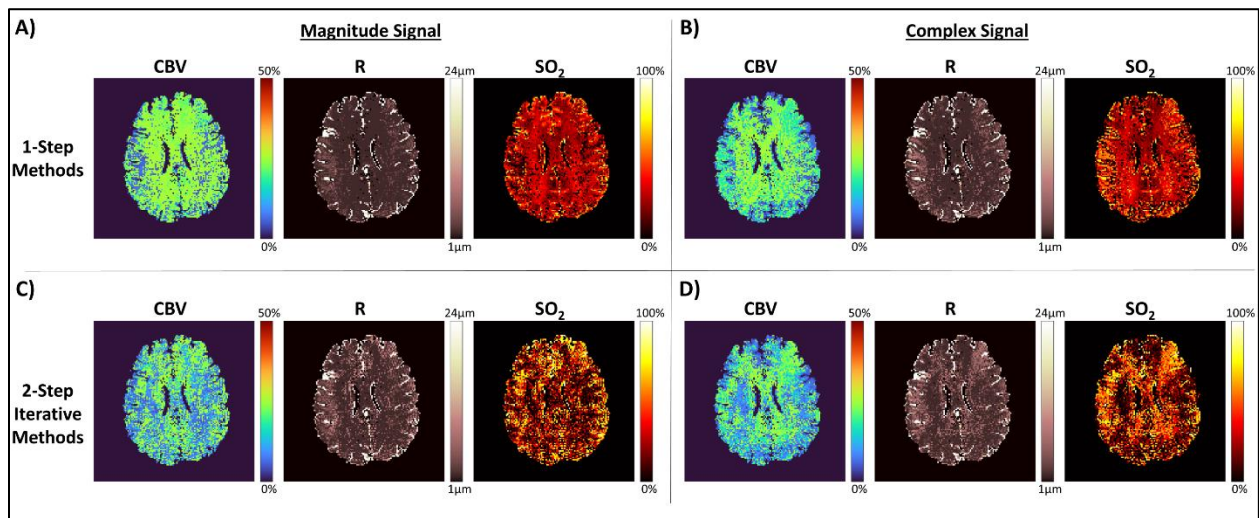 A)
Magnitude Signal
B)
Complex Signal
CBV
R
SO2
CBV
R
SO2
50%
24µm
100%
50%
24µm
100%
1-Step
Methods
0%
1µm
0%
0%
1µm
0%
C)
D)
CBV
R
SO2
CBV
R
SO2
50%
24µm
100%
50%
24µm
100%
2-Step
Iterative
Methods
0%
1µm
0%
0%
1µm
0%